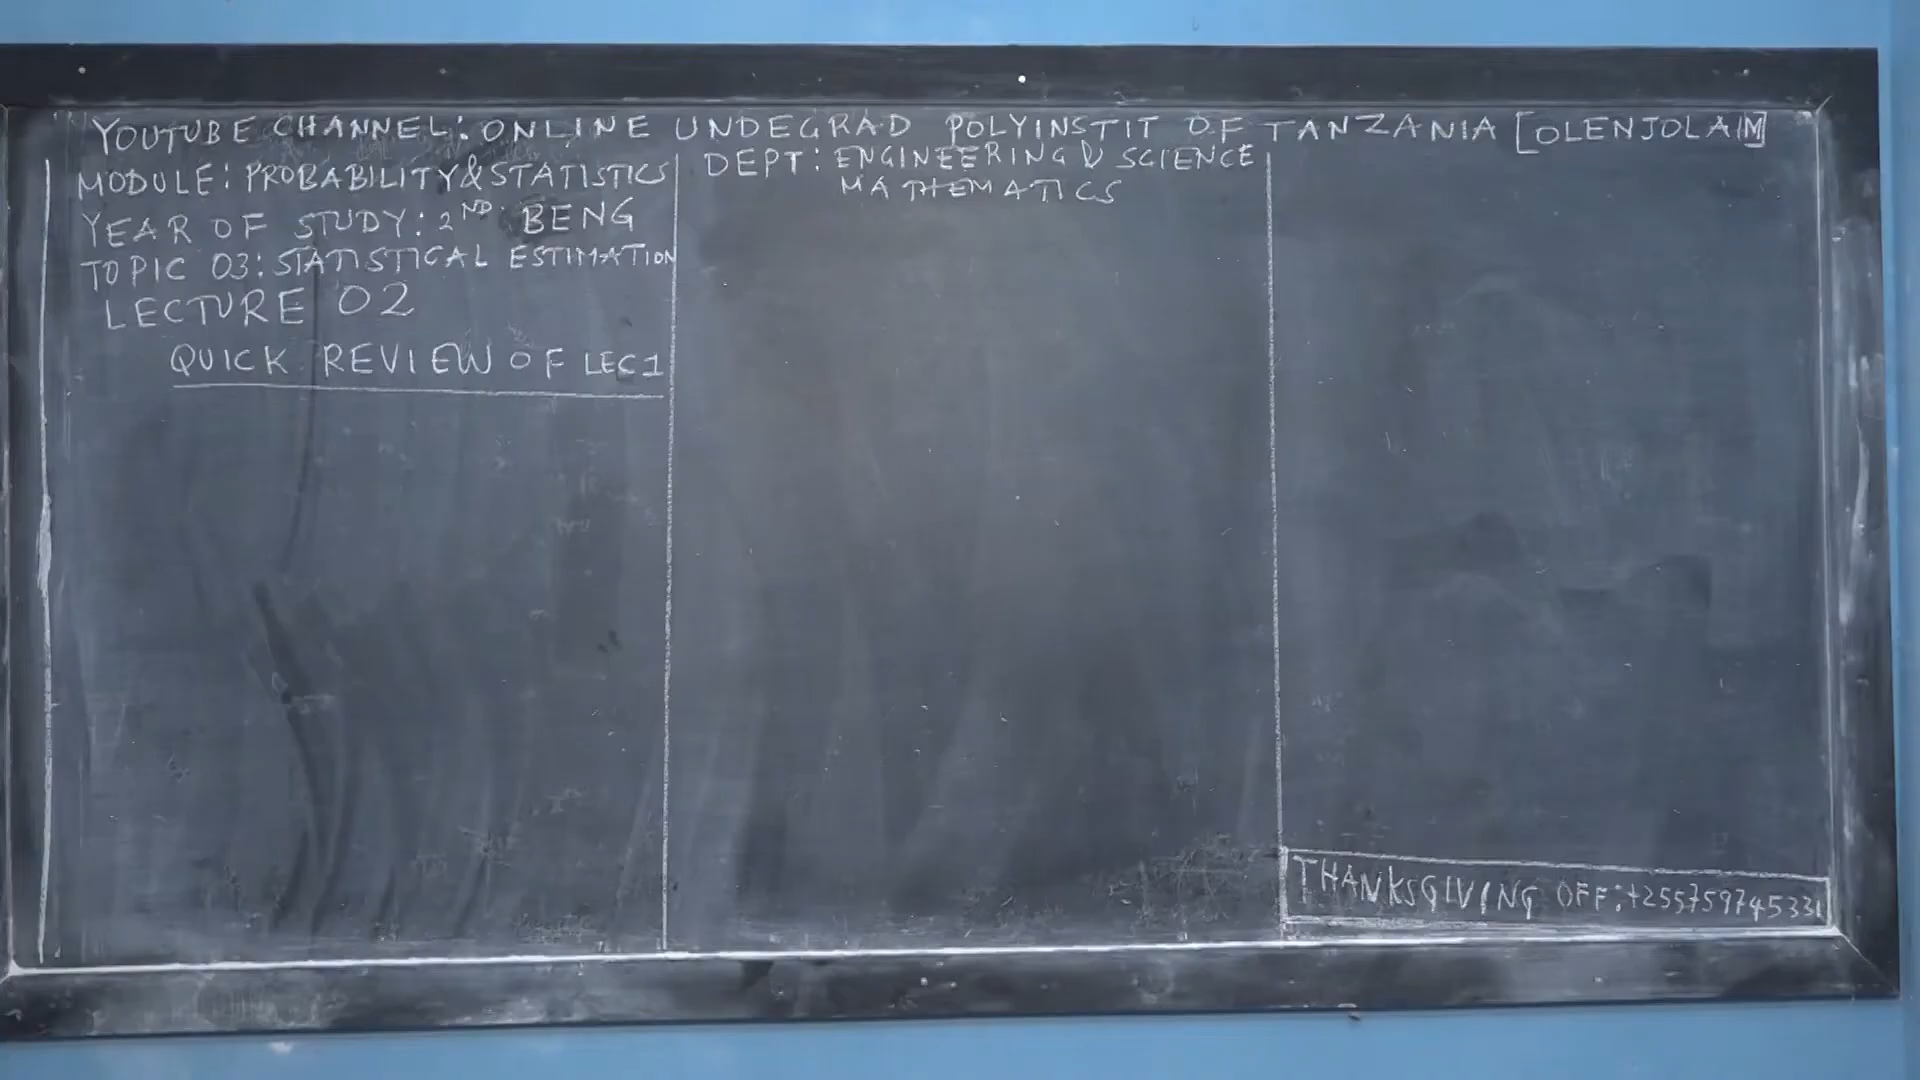 YOUTUBE CHANNEL: ONLINE UNDEGRAD POLYINSTIT OF TANZANIA [OLENJOLAIM]
MODULE: PROBABILITY & STATISTICS
YEAR OF STUDY: 2ND BENG
TOPIC 03: STATISTICAL ESTIMATION
LECTURE 02
QUICK REVIEW OF LEC1
DEPT: ENGINEERING & SCIENCE
MATHEMATICS
THANKSGIVING OFF: +255759745331